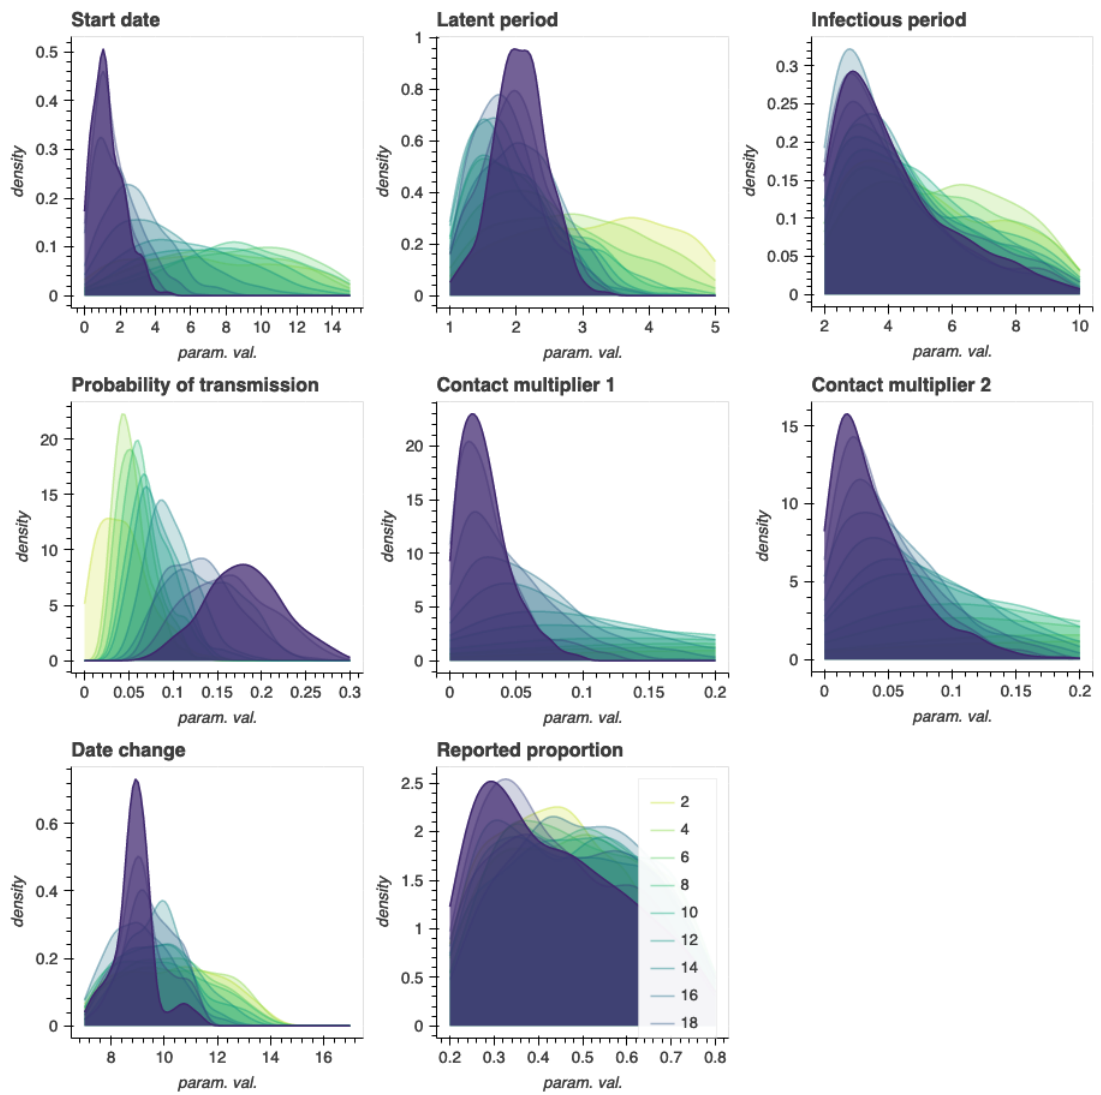 Start date
density
0.5
0.4
0.3
0.2
0.1
0
0 2 4 6 8 10 12 14
param. val.
Latent period
density
1
0.8
0.6
0.4
0.2
0
1 2 3 4 5
param. val.
Infectious period
density
0.3
0.25
0.2
0.15
0.1
0.05
0
2 4 6 8 10
param. val.
Probability of transmission
density
20
15
10
5
0
0 0.05 0.1 0.15 0.2 0.25 0.3
param. val.
Contact multiplier 1
density
20
15
10
5
0
0 0.05 0.1 0.15 0.2
param. val.
Contact multiplier 2
density
15
10
5
0
0 0.05 0.1 0.15 0.2
param. val.
Date change
density
0.6
0.4
0.2
0
8 10 12 14 16
param. val.
Reported proportion
density
2.5
2
1.5
1
0.5
0
0.2 0.3 0.4 0.5 0.6 0.7 0.8
param. val.
2
4
6
8
10
12
14
16
18